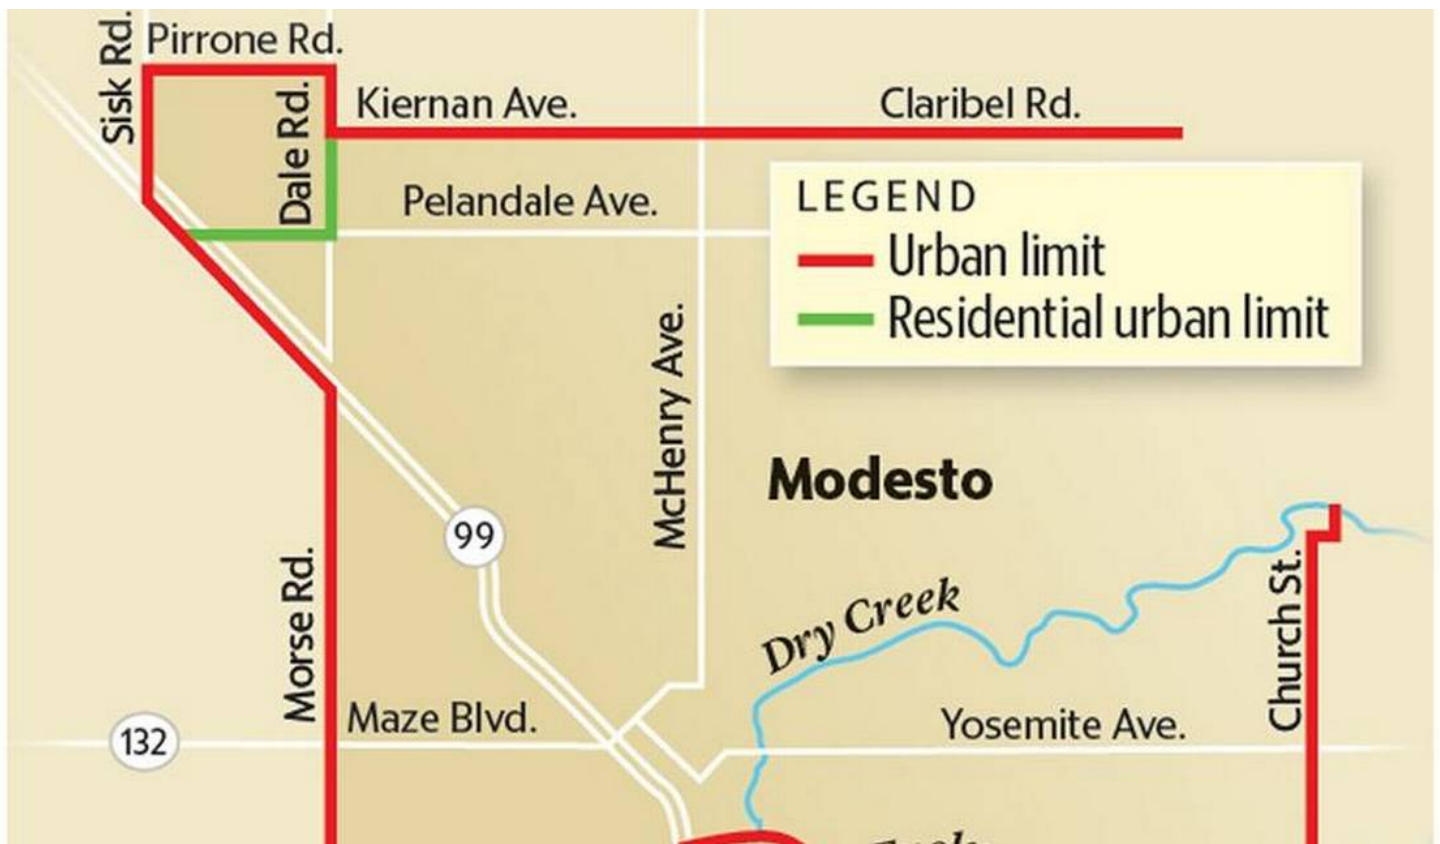 Sisk Rd.
Pirrone Rd.
Dale Rd.
Kiernan Ave.
Claribel Rd.
Pelandale Ave.
LEGEND
Urban limit
Residential urban limit
McHenry Ave.
Modesto
99
Dry Creek
Church St.
Morse Rd.
Maze Blvd.
Yosemite Ave.
132